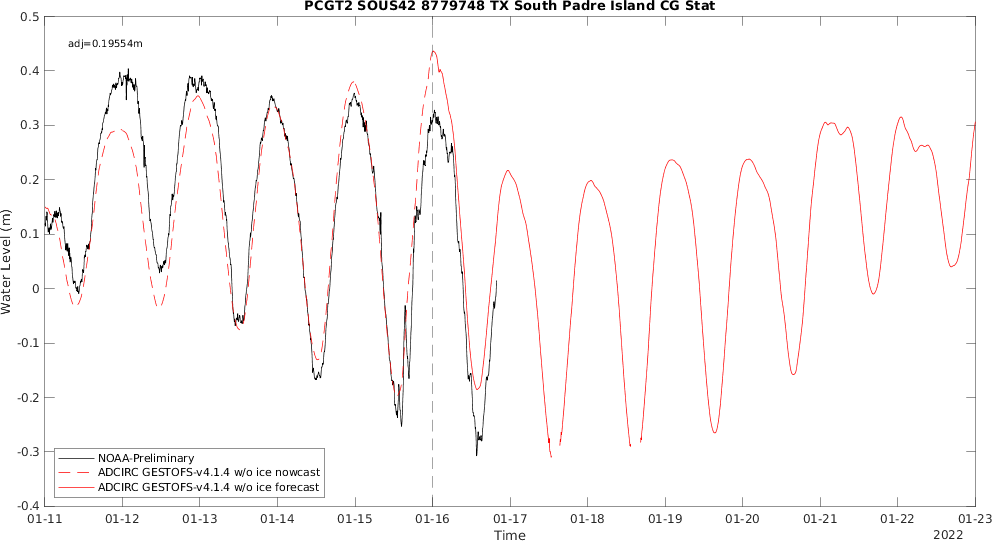 PCGT2 SOUS42 8779748 TX South Padre Island CG Stat
adj=0.19554m
0.5
0.4
0.3
0.2
0.1
0
-0.1
-0.2
-0.3
-0.4
Water Level (m)
NOAA-Preliminary
ADCIRC GESTOFS-v4.1.4 w/o ice nowcast
ADCIRC GESTOFS-v4.1.4 w/o ice forecast
01-11 01-12 01-13 01-14 01-15 01-16 01-17 01-18 01-19 01-20 01-21 01-22 01-23
Time
2022